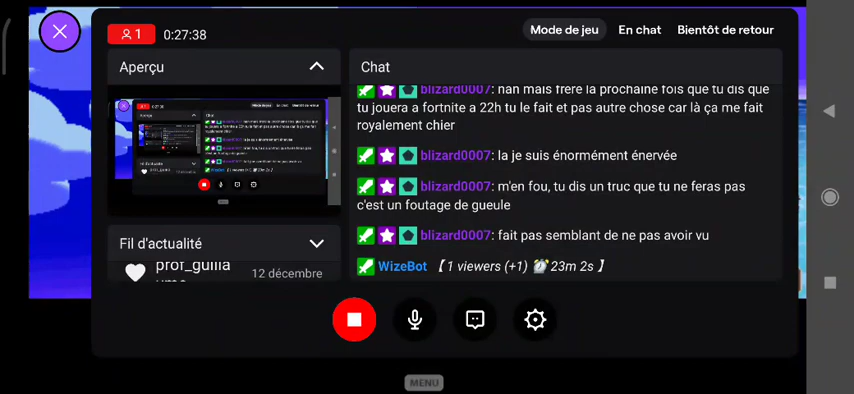 1 0:27:38 Mode de jeu En chat Bientôt de retour
Aperçu
Chat
blizard0007: nan mais frère la prochaine fois que tu dis que
tu jouera a fortnite a 22h tu le fait et pas autre chose car là ça me fait
royalement chier
blizard0007: la je suis énormément énervée
blizard0007: m'en fou, tu dis un truc que tu ne feras pas
c'est un foutage de gueule
blizard0007: fait pas semblant de ne pas avoir vu
WizeBot 【 1 viewers (+1) ⏰ 23m 2s 】
Fil d'actualité
12 décembre
MENU